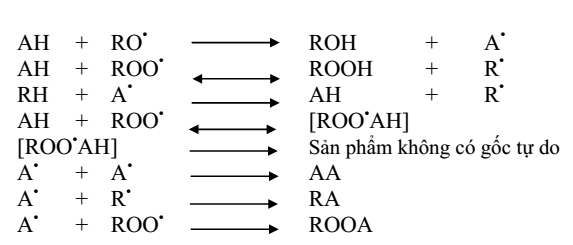 AH + RO• ⟶ ROH + A•
AH + ROO• ⟷ ROOH + R•
RH + A• ⟶ AH + R•
AH + ROO• ⟷ [ROO•AH]
[ROO•AH] ⟶ Sản phẩm không có gốc tự do
A• + A• ⟶ AA
A• + R• ⟶ RA
A• + ROO• ⟶ ROOA